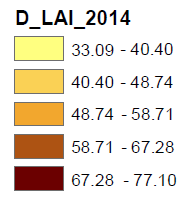 D_LAI_2014
33.09 - 40.40
40.40 - 48.74
48.74 - 58.71
58.71 - 67.28
67.28 - 77.10